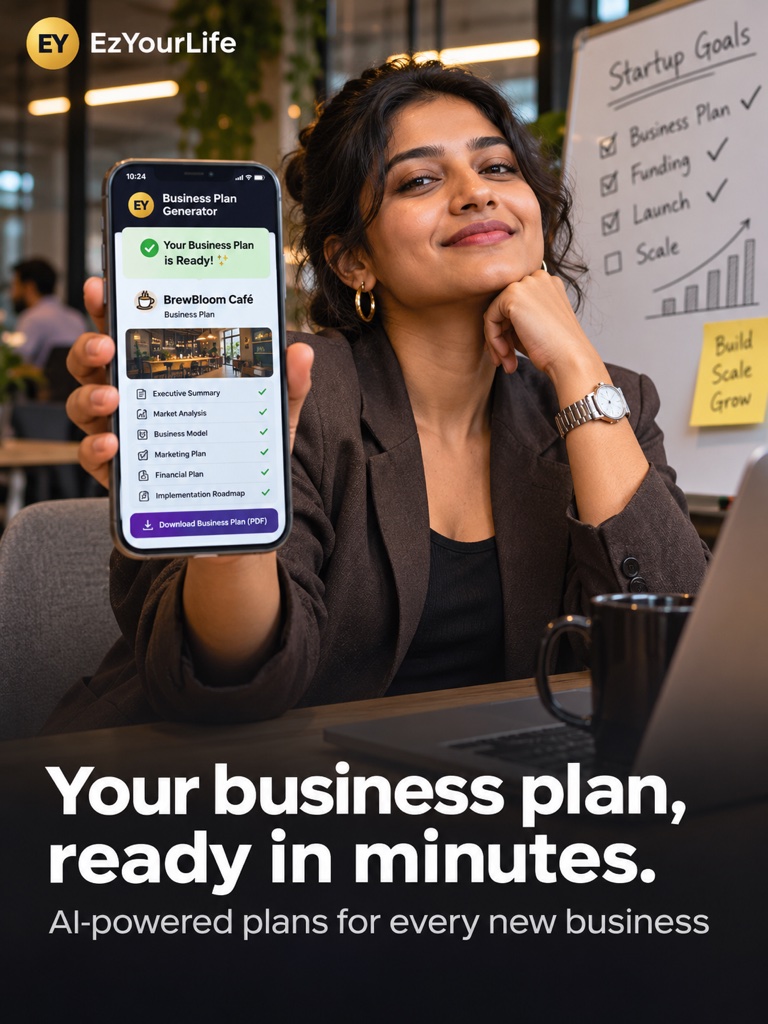 EY EzYourLife
10:24
EY
Business Plan
Generator
Your Business Plan
is Ready! ✨
BrewBloom Café
Business Plan
Executive Summary
Market Analysis
Business Model
Marketing Plan
Financial Plan
Implementation Roadmap
Download Business Plan (PDF)
Startup Goals
Business Plan
Funding
Launch
Scale
Build
Scale
Grow
Your business plan,
ready in minutes.
AI-powered plans for every new business